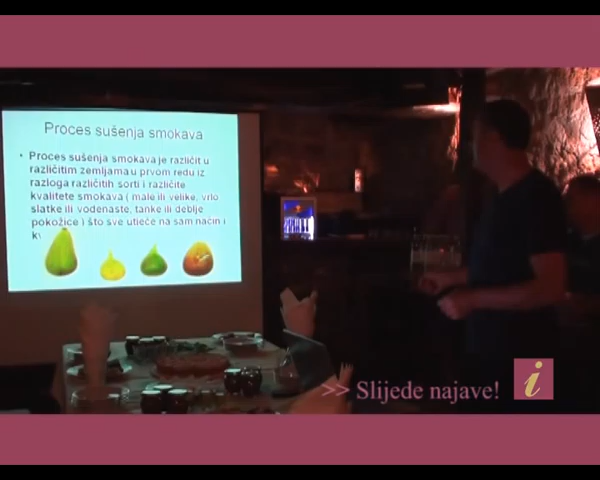 Proces sušenja smokava
• Proces sušenja smokava je različit u
različitim zemljama u prvom redu iz
razloga različitih sorti i različite
kvalitete smokava ( male ili velike, vrlo
slatke ili vodenaste, tanke ili deblje
pokožice ) što sve utječe na sam način i
>> Slijede najave!
i